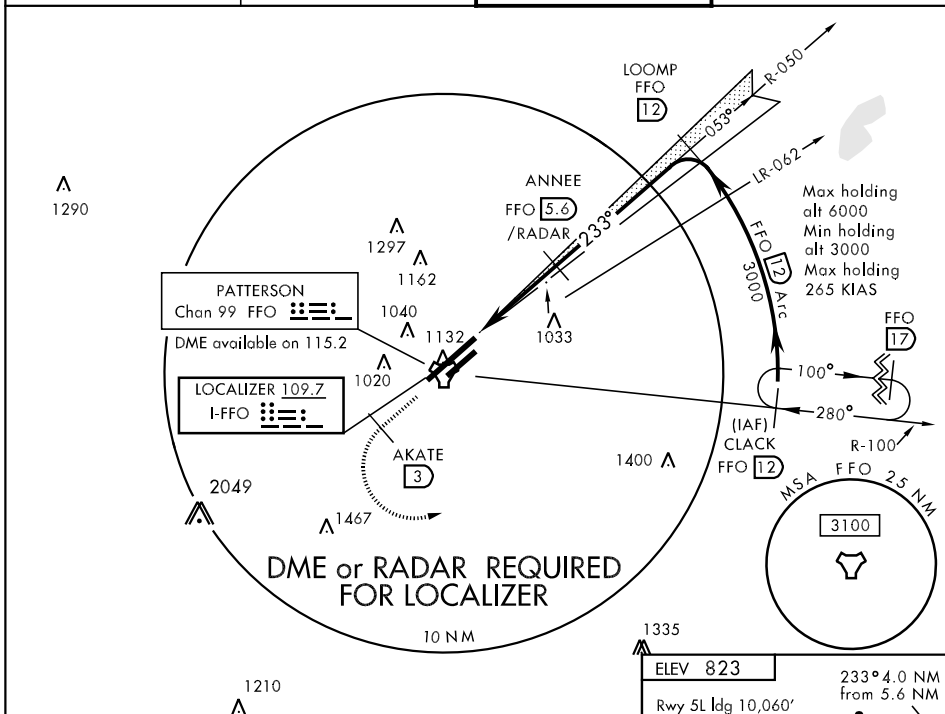 LOOMP
FFO
12
R-050
053°
LR-062
ANNEE
FFO 5.6
/RADAR
233°
Max holding
alt 6000
Min holding
alt 3000
Max holding
265 KIAS
FFO 12 Arc
3000
1290
1297
1162
PATTERSON
Chan 99 FFO
DME available on 115.2
1040
1132
1033
1020
LOCALIZER 109.7
I-FFO
FFO
17
100°
280°
R-100
(IAF)
CLACK
FFO 12
AKATE
3
1400
2049
1467
MSA FFO 25 NM
3100
DME or RADAR REQUIRED
FOR LOCALIZER
10 NM
1335
1210
ELEV 823
Rwy 5L ldg 10,060'
233° 4.0 NM
from 5.6 NM